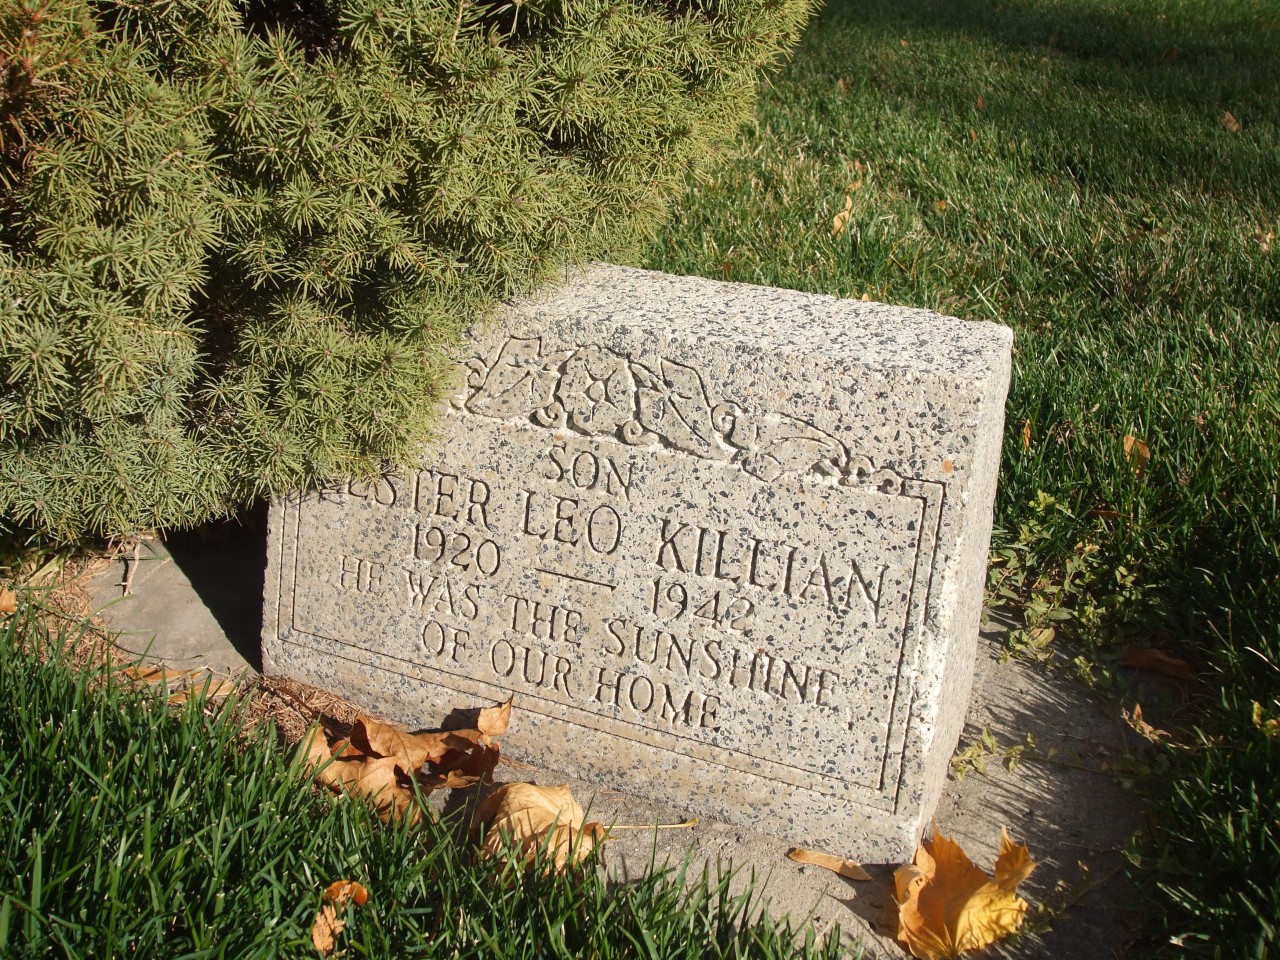 SON
LEO KILLIAN
1920 — 1942
HE WAS THE SUNSHINE
OF OUR HOME